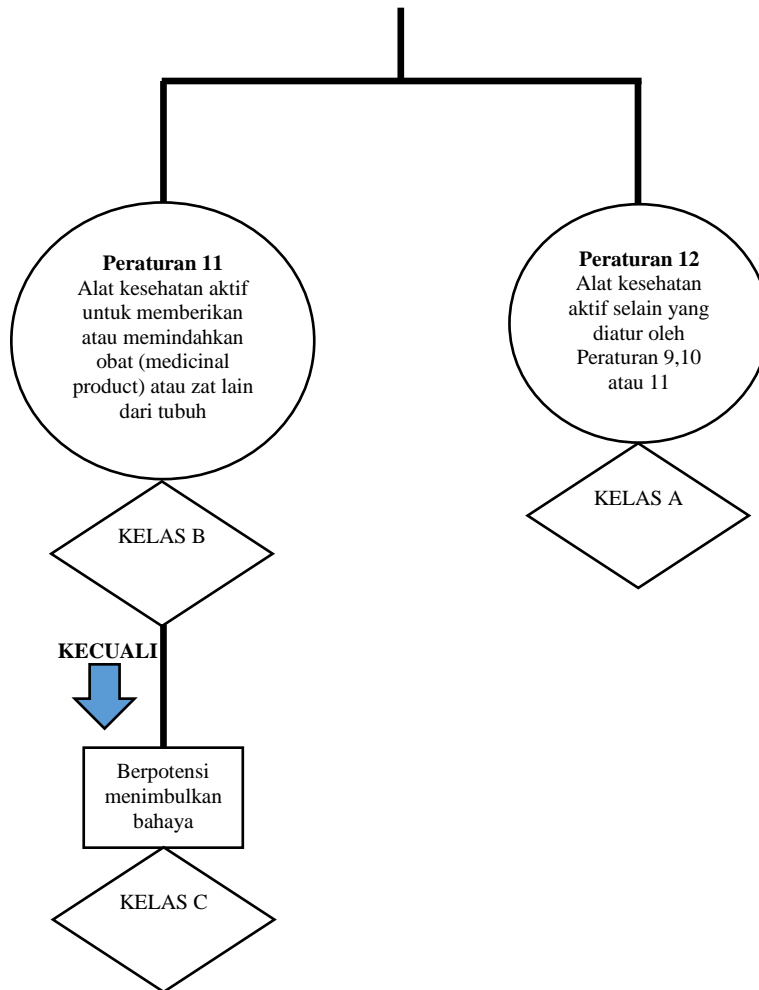 Peraturan 11
Alat kesehatan aktif
untuk memberikan
atau memindahkan
obat (medicinal
product) atau zat lain
dari tubuh
KELAS B
KECUALI
Berpotensi
menimbulkan
bahaya
KELAS C
Peraturan 12
Alat kesehatan
aktif selain yang
diatur oleh
Peraturan 9,10
atau 11
KELAS A